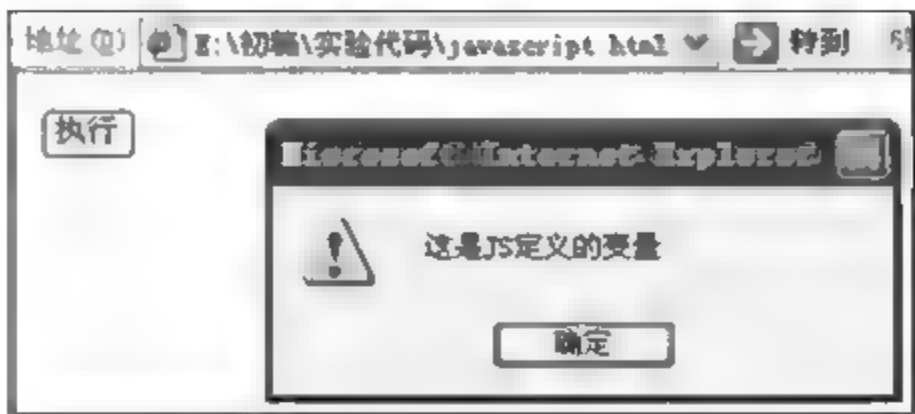 地址(D) E:\初稿\实验代码\javascript html 转到
执行
Microsoft Internet Explorer
这是JS定义的变量
确定